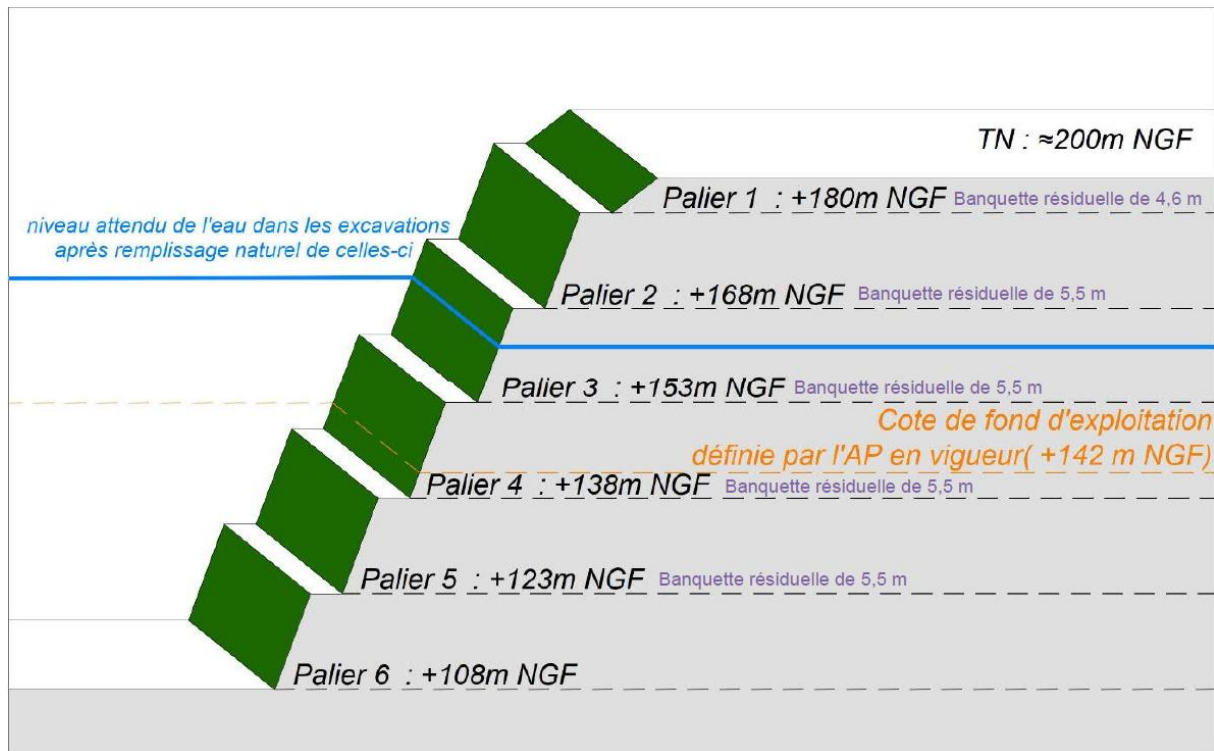 TN : ≈200m NGF
Palier 1 : +180m NGF Banquette résiduelle de 4,6 m
niveau attendu de l'eau dans les excavations
après remplissage naturel de celles-ci
Palier 2 : +168m NGF Banquette résiduelle de 5,5 m
Palier 3 : +153m NGF Banquette résiduelle de 5,5 m
Cote de fond d'exploitation
définie par l'AP en vigueur( +142 m NGF)
Palier 4 : +138m NGF Banquette résiduelle de 5,5 m
Palier 5 : +123m NGF Banquette résiduelle de 5,5 m
Palier 6 : +108m NGF